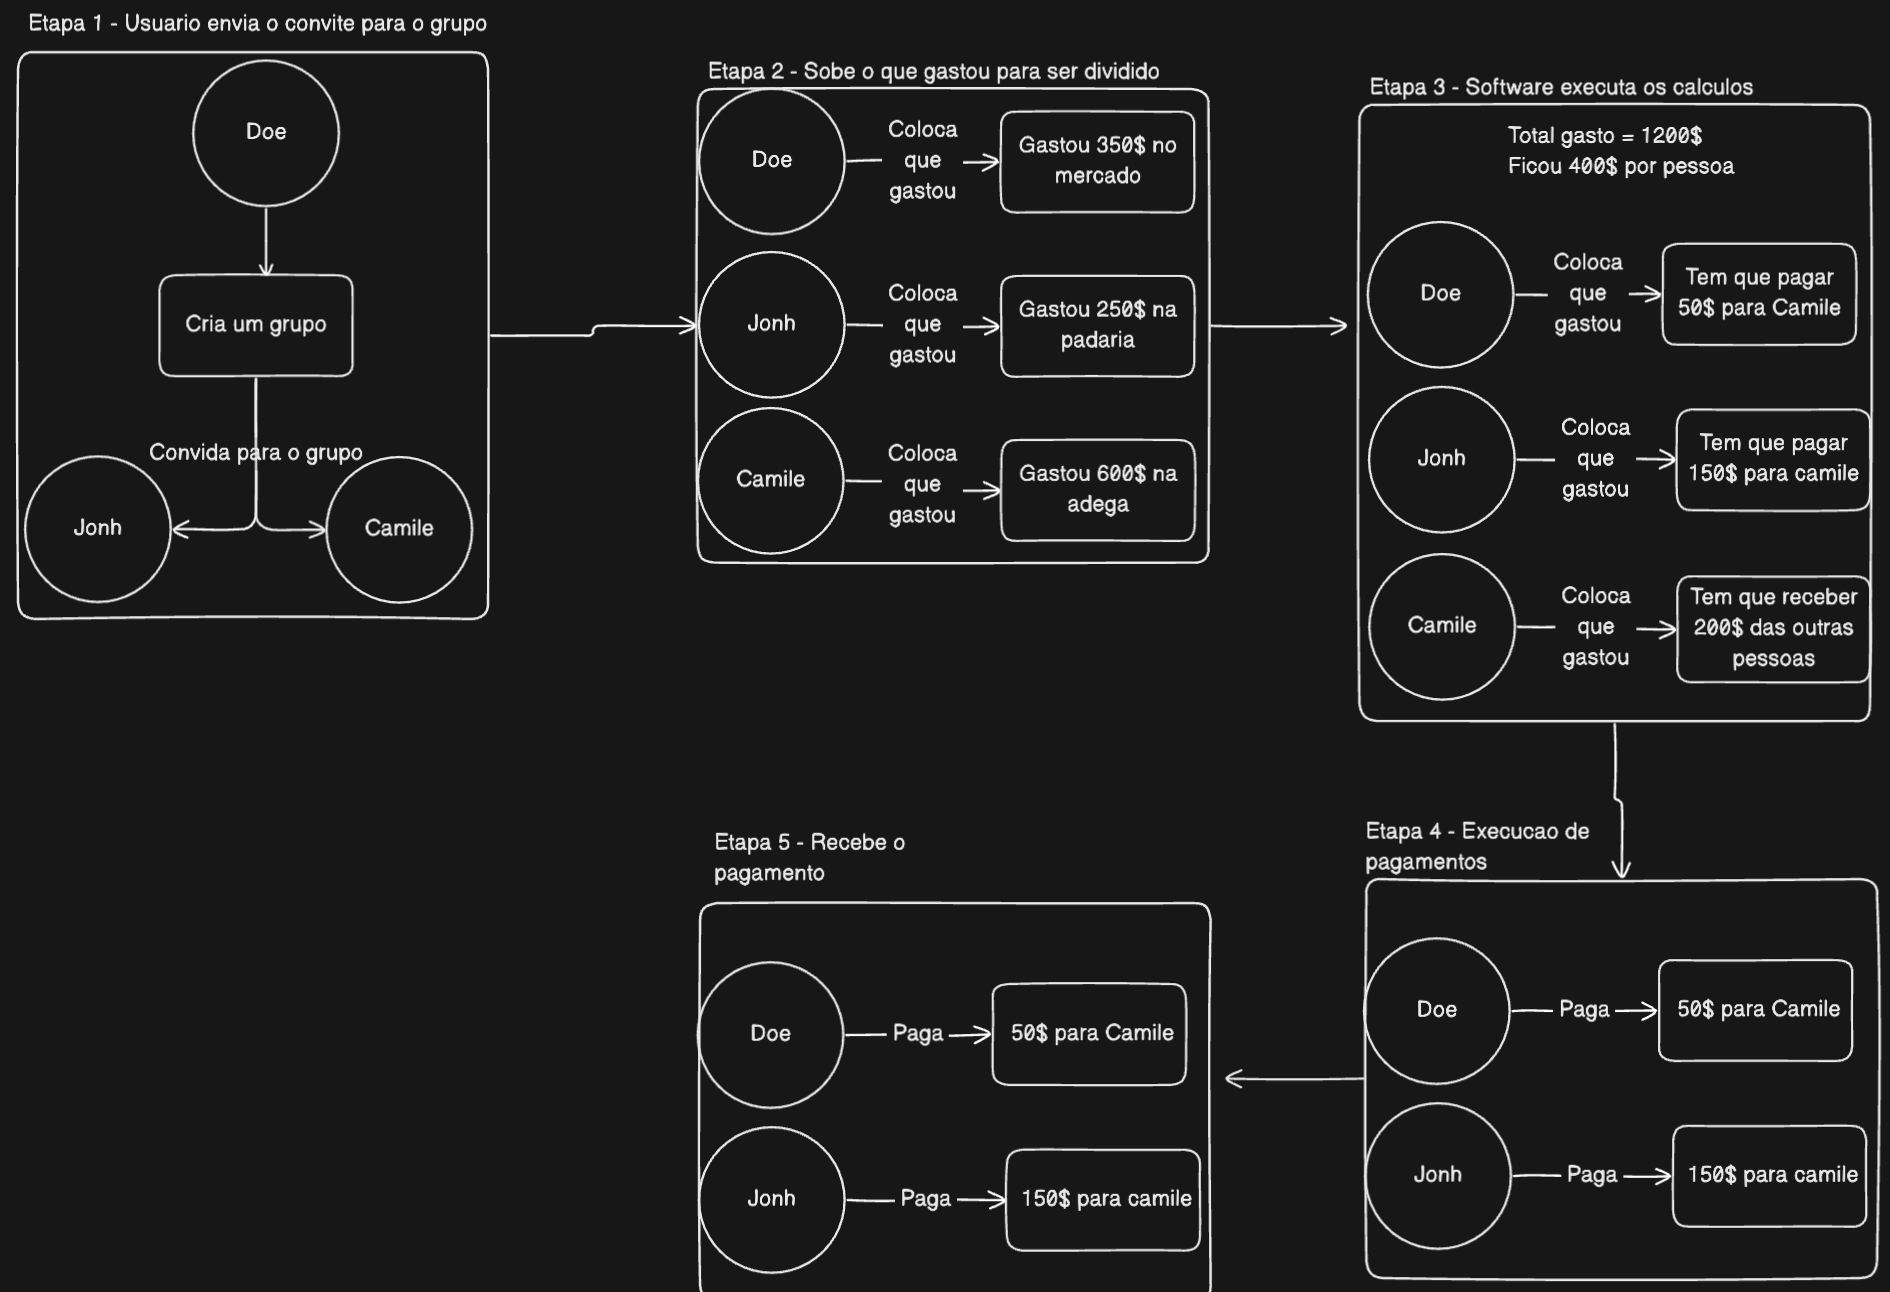 Etapa 1 - Usuario envia o convite para o grupo
Doe
Cria um grupo
Convida para o grupo
Jonh
Camile
Etapa 2 - Sobe o que gastou para ser dividido
Doe
Coloca
que
gastou
Gastou 350$ no
mercado
Jonh
Coloca
que
gastou
Gastou 250$ na
padaria
Camile
Coloca
que
gastou
Gastou 600$ na
adega
Etapa 3 - Software executa os calculos
Total gasto = 1200$
Ficou 400$ por pessoa
Doe
Coloca
que
gastou
Tem que pagar
50$ para Camile
Jonh
Coloca
que
gastou
Tem que pagar
150$ para camile
Camile
Coloca
que
gastou
Tem que receber
200$ das outras
pessoas
Etapa 4 - Execucao de
pagamentos
Doe
Paga
50$ para Camile
Jonh
Paga
150$ para camile
Etapa 5 - Recebe o
pagamento
Doe
Paga
50$ para Camile
Jonh
Paga
150$ para camile